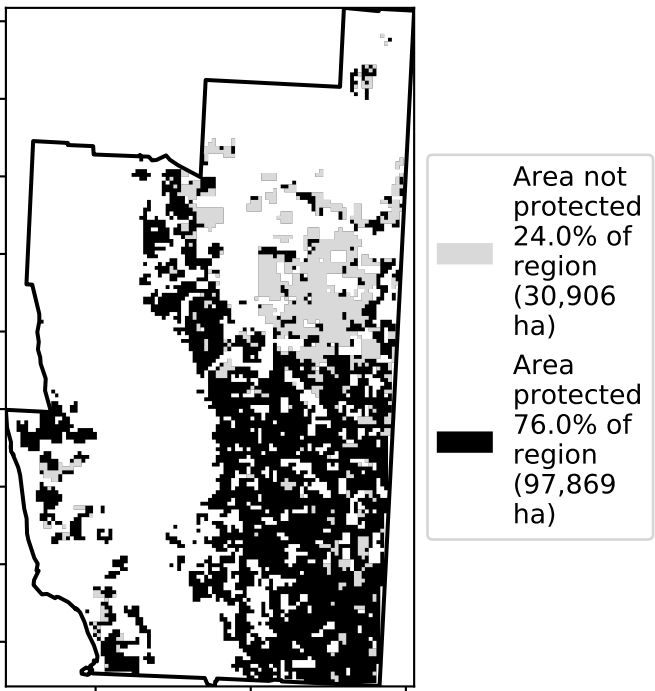 Area not
protected
24.0% of
region
(30,906
ha)
Area
protected
76.0% of
region
(97,869
ha)